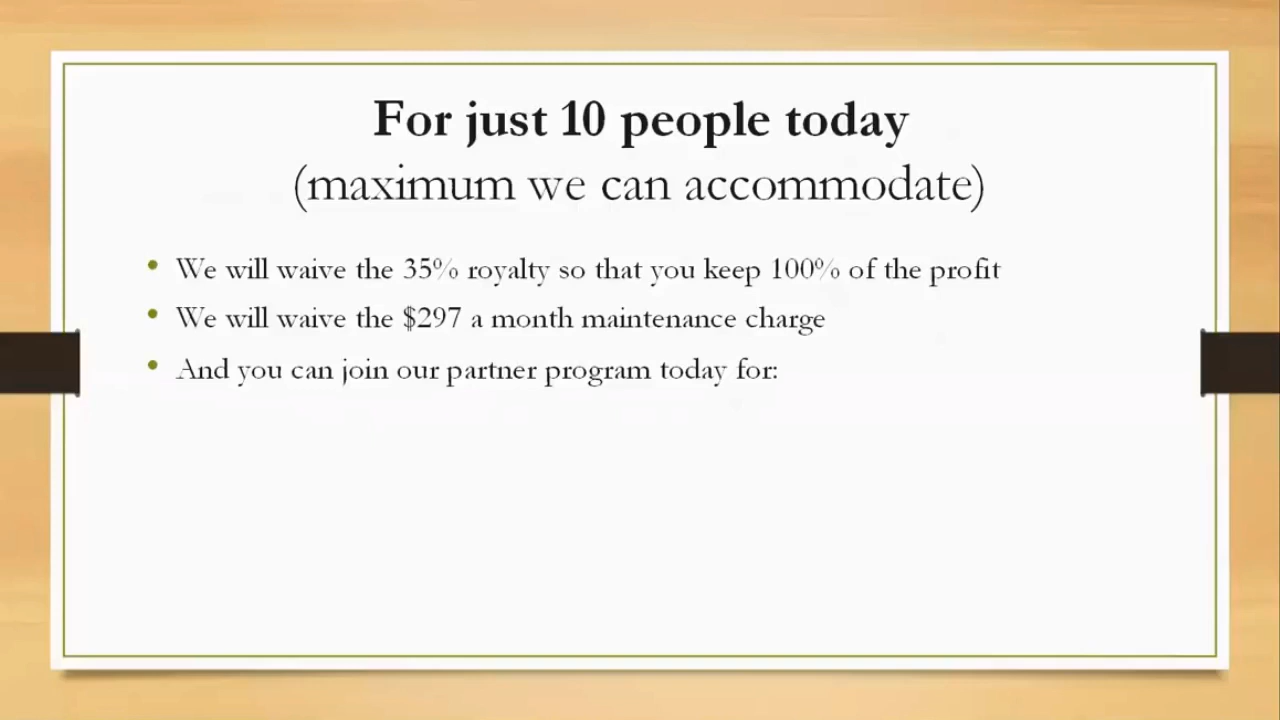 For just 10 people today
(maximum we can accommodate)
• We will waive the 35% royalty so that you keep 100% of the profit
• We will waive the $297 a month maintenance charge
• And you can join our partner program today for: